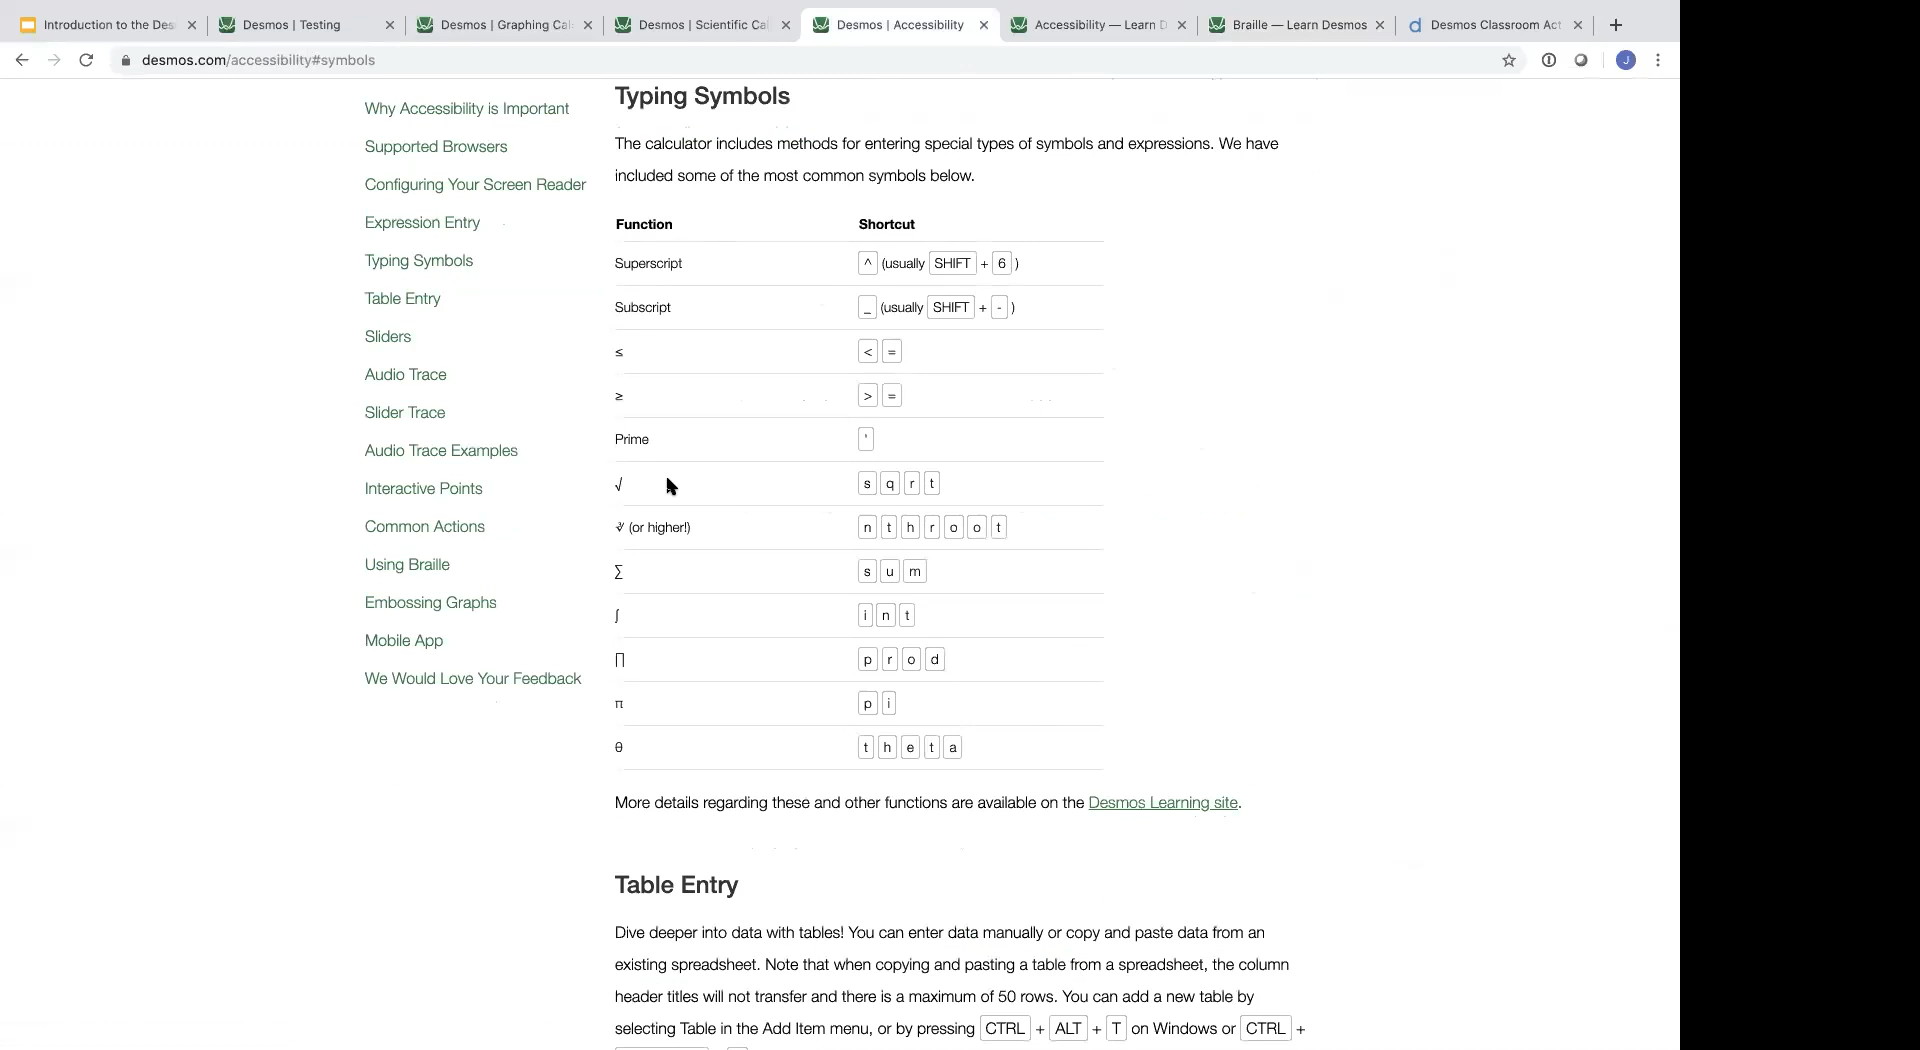 Introduction to the Des
Desmos | Testing
Desmos | Graphing Cal
Desmos | Scientific Cal
Desmos | Accessibility
Accessibility — Learn D
Braille — Learn Desmos
Desmos Classroom Act
desmos.com/accessibility#symbols
J
Why Accessibility is Important
Supported Browsers
Configuring Your Screen Reader
Expression Entry
Typing Symbols
Table Entry
Sliders
Audio Trace
Slider Trace
Audio Trace Examples
Interactive Points
Common Actions
Using Braille
Embossing Graphs
Mobile App
We Would Love Your Feedback
Typing Symbols
The calculator includes methods for entering special types of symbols and expressions. We have
included some of the most common symbols below.
Function Shortcut
Superscript ^ (usually SHIFT + 6 )
Subscript _ (usually SHIFT + - )
≤ < =
≥ > =
Prime '
√ s q r t
∛ (or higher!) n t h r o o t
∑ s u m
∫ i n t
∏ p r o d
π p i
θ t h e t a
More details regarding these and other functions are available on the Desmos Learning site.
Table Entry
Dive deeper into data with tables! You can enter data manually or copy and paste data from an
existing spreadsheet. Note that when copying and pasting a table from a spreadsheet, the column
header titles will not transfer and there is a maximum of 50 rows. You can add a new table by
selecting Table in the Add Item menu, or by pressing CTRL + ALT + T on Windows or CTRL +